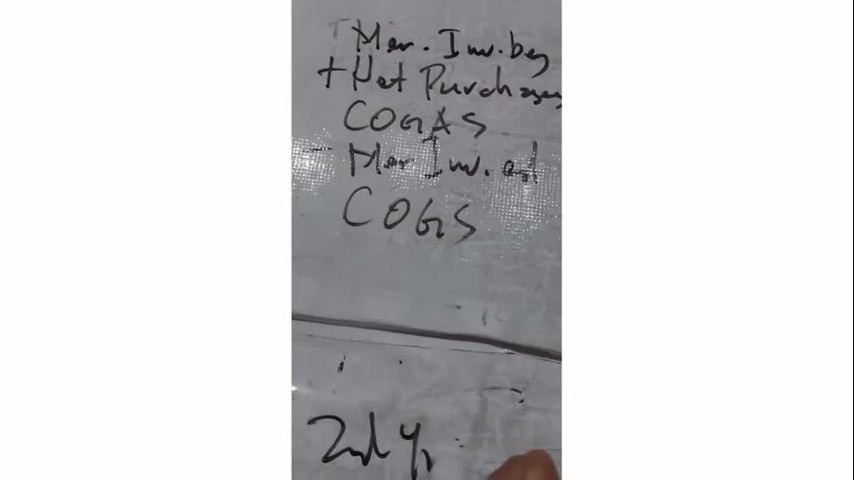 Mer. Inv. beg
+ Net Purchases
COGAS
- Mer Inv. end
COGS
2nd yr